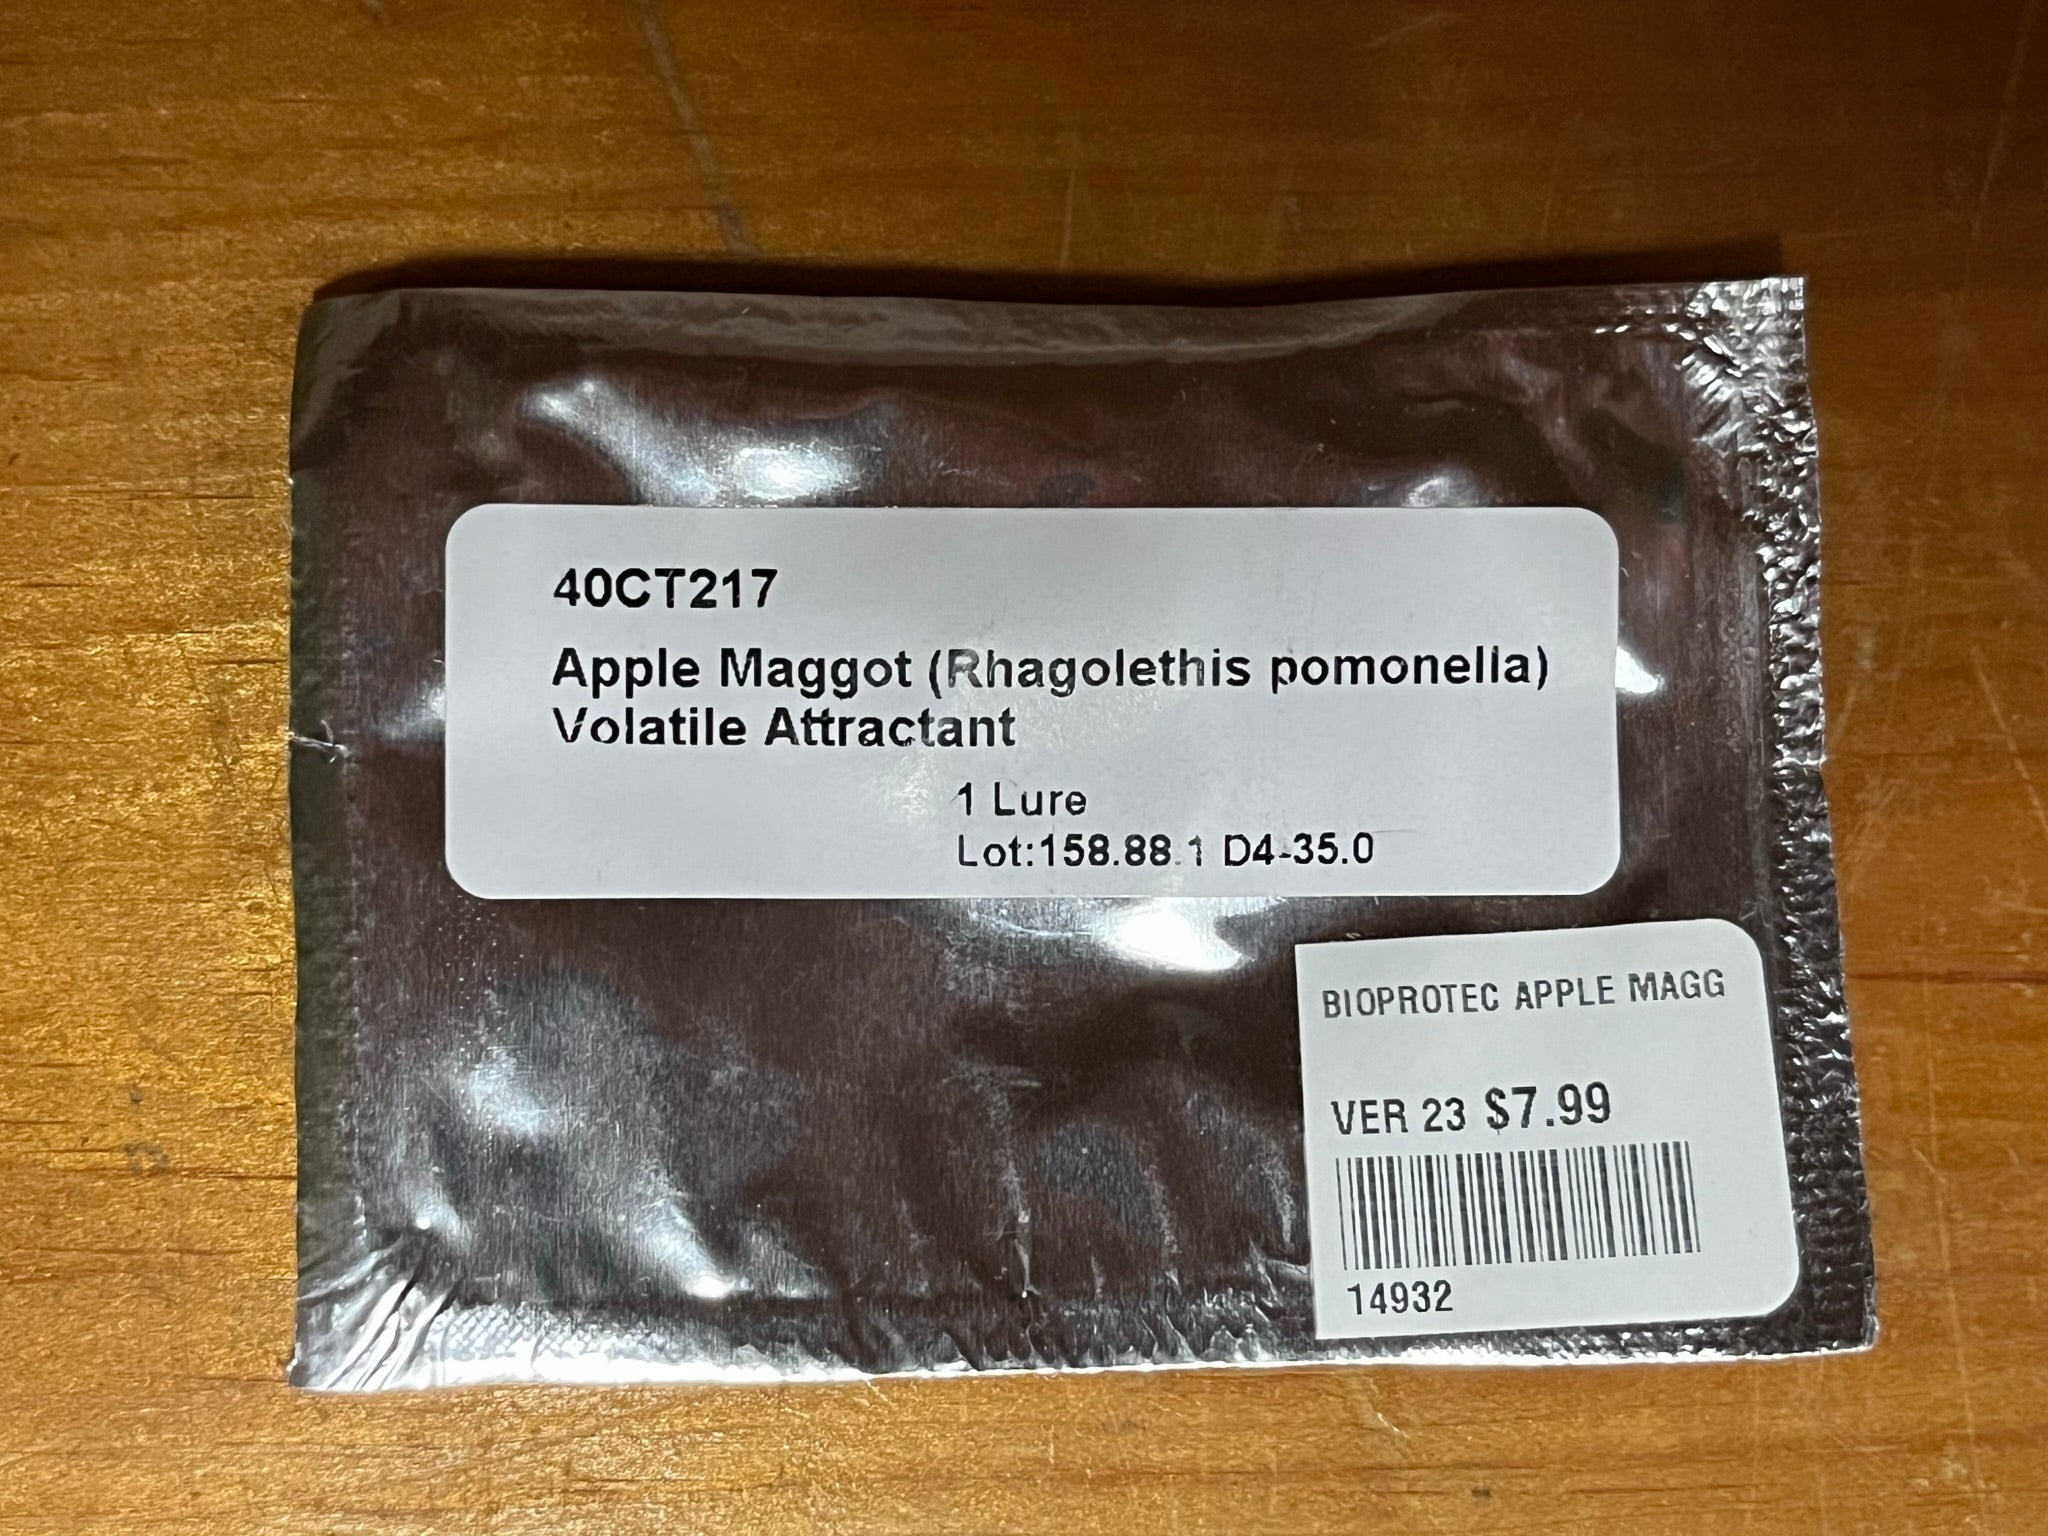 40CT217
Apple Maggot (Rhagolethis pomonella)
Volatile Attractant
1 Lure
Lot:158.88.1 D4-35.0
BIOPROTEC APPLE MAGG
VER 23 $7.99
14932